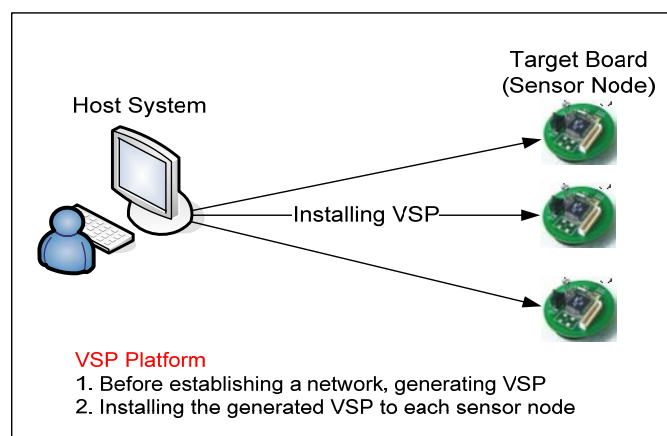 Target Board
(Sensor Node)
Host System
Installing VSP
VSP Platform
1. Before establishing a network, generating VSP
2. Installing the generated VSP to each sensor node